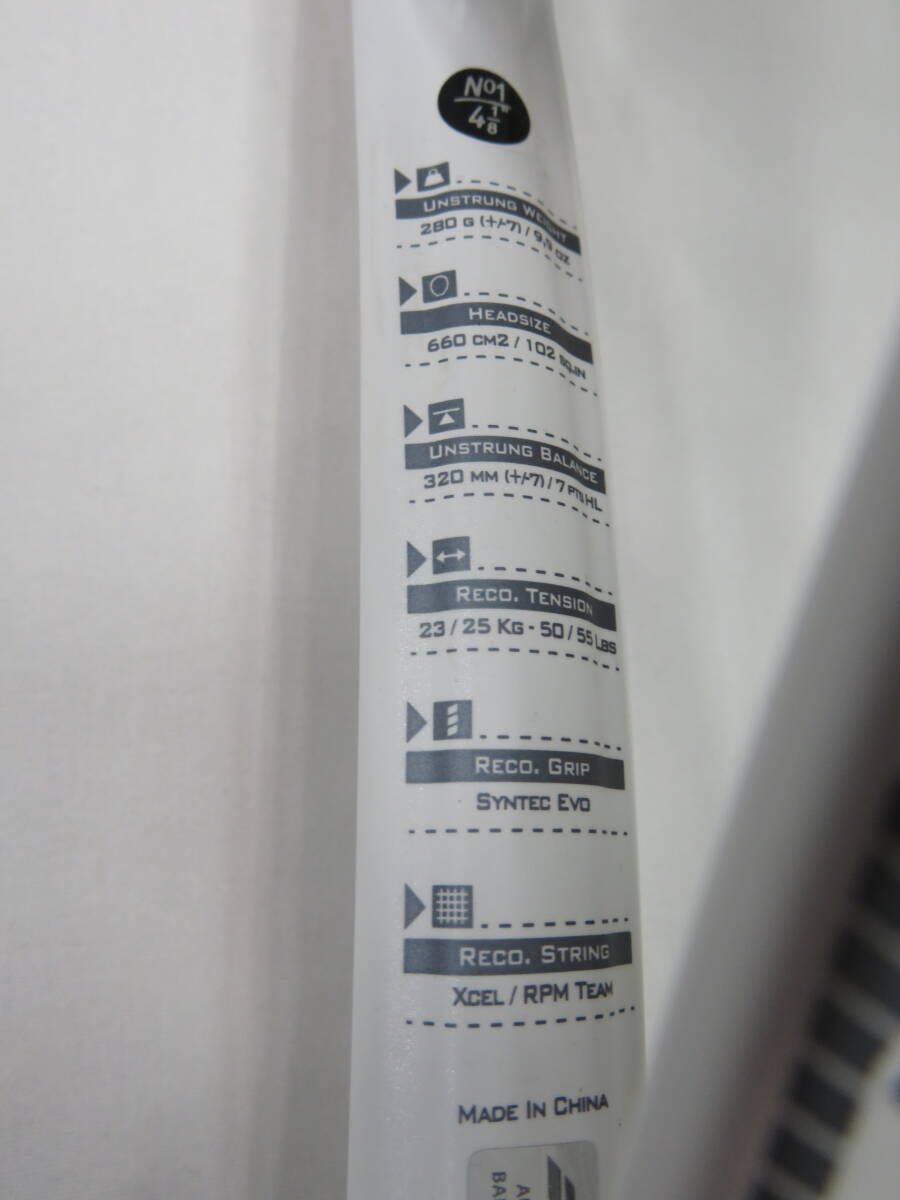 No1
4 1/8"
UNSTRUNG WEIGHT
280 G (+/-7) / 9.9 OZ
HEADSIZE
660 CM2 / 102 SQ.IN
UNSTRUNG BALANCE
320 MM (+/-7) / 7 PTS HL
RECO. TENSION
23 / 25 KG - 50 / 55 LBS
RECO. GRIP
SYNTEC EVO
RECO. STRING
XCEL / RPM TEAM
MADE IN CHINA